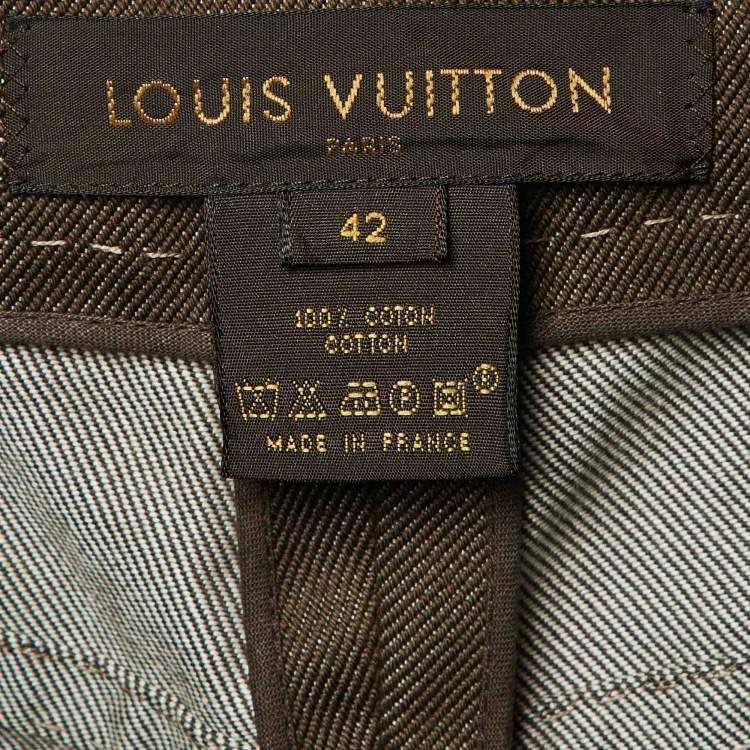 LOUIS VUITTON
PARIS
42
100% COTON
COTTON
P ®
MADE IN FRANCE